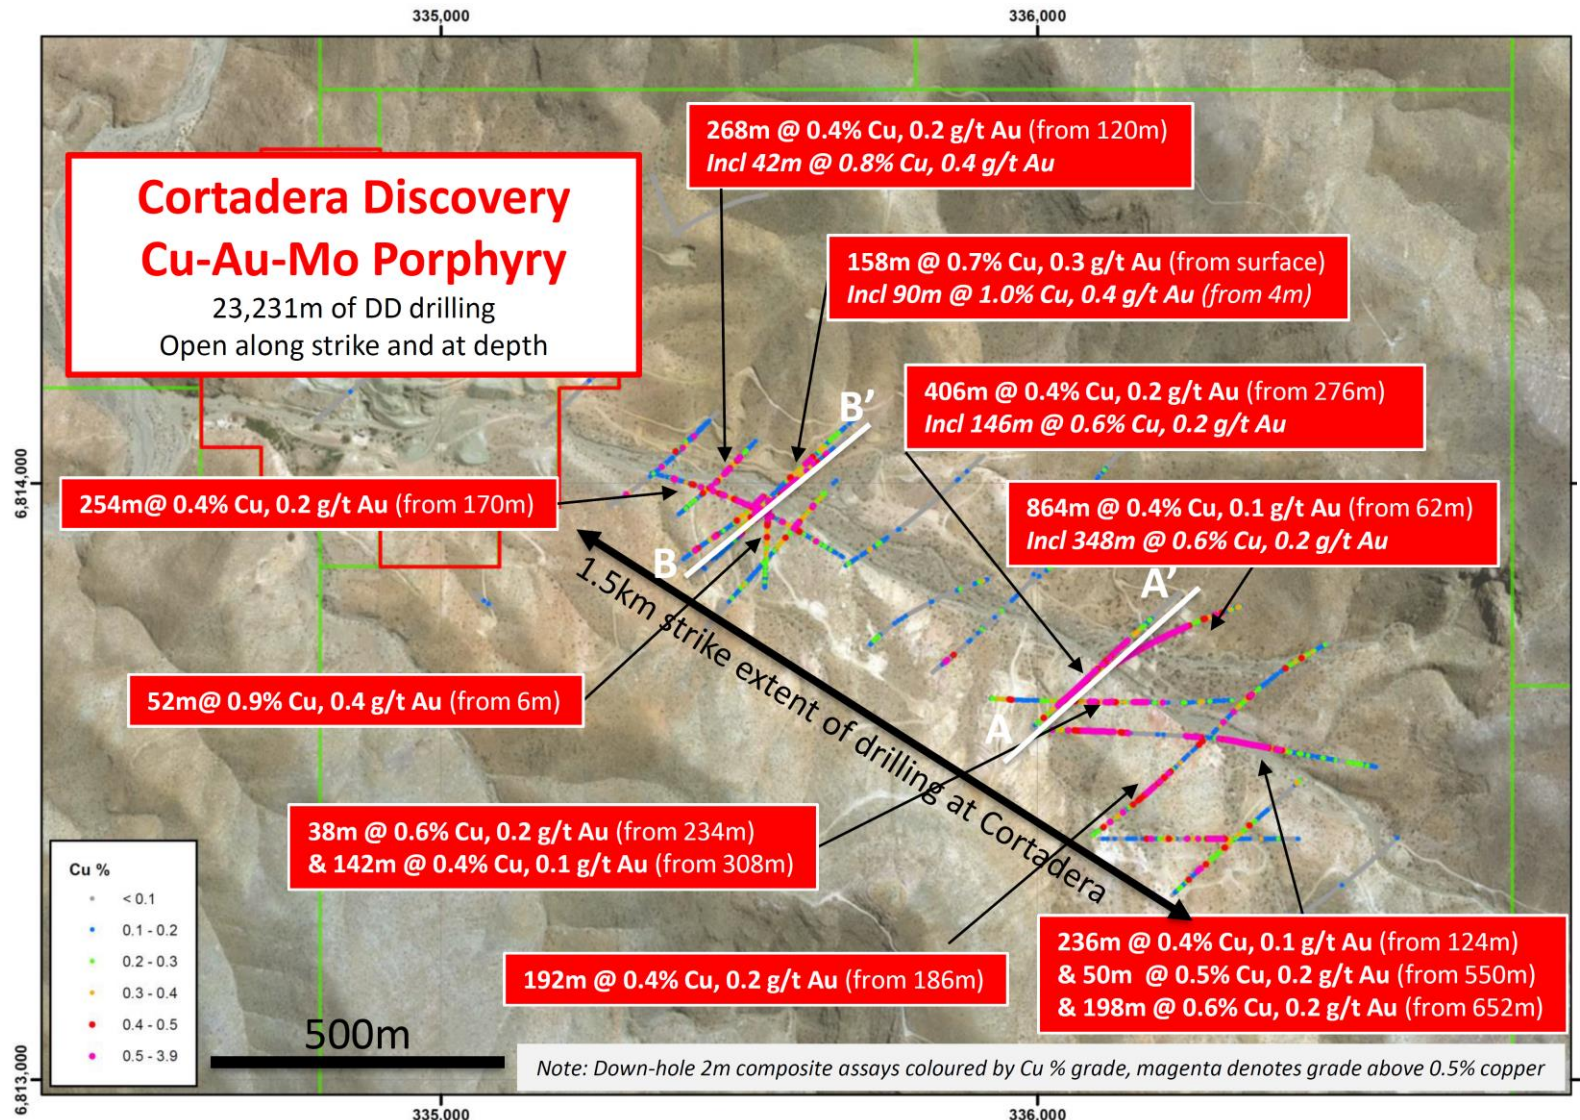 335,000
336,000
268m @ 0.4% Cu, 0.2 g/t Au (from 120m)
Incl 42m @ 0.8% Cu, 0.4 g/t Au
Cortadera Discovery
Cu-Au-Mo Porphyry
23,231m of DD drilling
Open along strike and at depth
158m @ 0.7% Cu, 0.3 g/t Au (from surface)
Incl 90m @ 1.0% Cu, 0.4 g/t Au (from 4m)
406m @ 0.4% Cu, 0.2 g/t Au (from 276m)
Incl 146m @ 0.6% Cu, 0.2 g/t Au
B'
6,814,000
254m@ 0.4% Cu, 0.2 g/t Au (from 170m)
864m @ 0.4% Cu, 0.1 g/t Au (from 62m)
Incl 348m @ 0.6% Cu, 0.2 g/t Au
B
A'
1.5km strike extent of drilling at Cortadera
52m@ 0.9% Cu, 0.4 g/t Au (from 6m)
A
38m @ 0.6% Cu, 0.2 g/t Au (from 234m)
& 142m @ 0.4% Cu, 0.1 g/t Au (from 308m)
192m @ 0.4% Cu, 0.2 g/t Au (from 186m)
236m @ 0.4% Cu, 0.1 g/t Au (from 124m)
& 50m @ 0.5% Cu, 0.2 g/t Au (from 550m)
& 198m @ 0.6% Cu, 0.2 g/t Au (from 652m)
Cu %
< 0.1
0.1 - 0.2
0.2 - 0.3
0.3 - 0.4
0.4 - 0.5
0.5 - 3.9
500m
Note: Down-hole 2m composite assays coloured by Cu % grade, magenta denotes grade above 0.5% copper
6,813,000
335,000
336,000